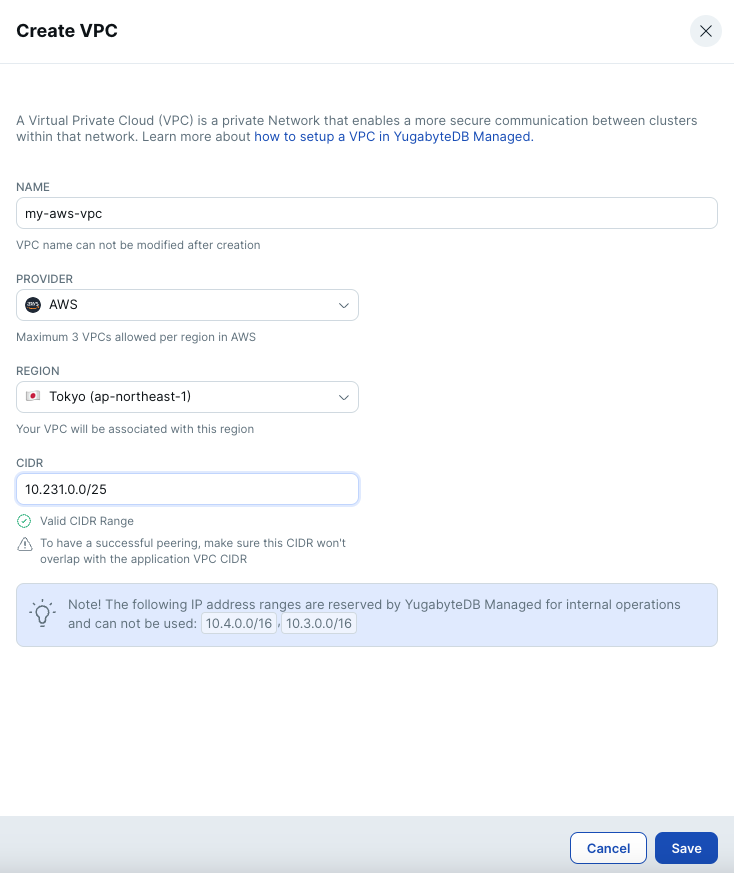 Create VPC
A Virtual Private Cloud (VPC) is a private Network that enables a more secure communication between clusters
within that network. Learn more about how to setup a VPC in YugabyteDB Managed.
NAME
my-aws-vpc
VPC name can not be modified after creation
PROVIDER
aws AWS
Maximum 3 VPCs allowed per region in AWS
REGION
Tokyo (ap-northeast-1)
Your VPC will be associated with this region
CIDR
10.231.0.0/25
Valid CIDR Range
To have a successful peering, make sure this CIDR won't
overlap with the application VPC CIDR
Note! The following IP address ranges are reserved by YugabyteDB Managed for internal operations
and can not be used: 10.4.0.0/16, 10.3.0.0/16
Cancel Save